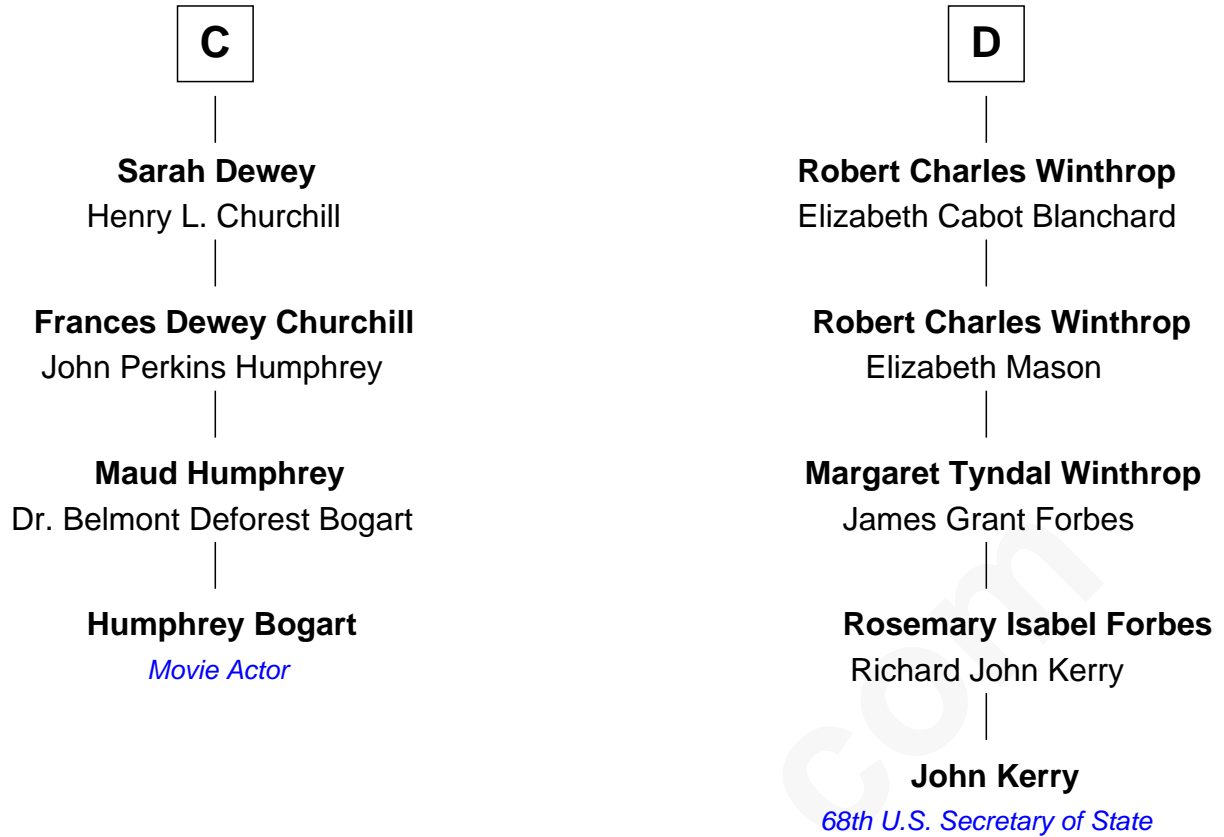 C
Sarah Dewey
Henry L. Churchill
Frances Dewey Churchill
John Perkins Humphrey
Maud Humphrey
Dr. Belmont Deforest Bogart
Humphrey Bogart
Movie Actor
D
Robert Charles Winthrop
Elizabeth Cabot Blanchard
Robert Charles Winthrop
Elizabeth Mason
Margaret Tyndal Winthrop
James Grant Forbes
Rosemary Isabel Forbes
Richard John Kerry
John Kerry
68th U.S. Secretary of State
com